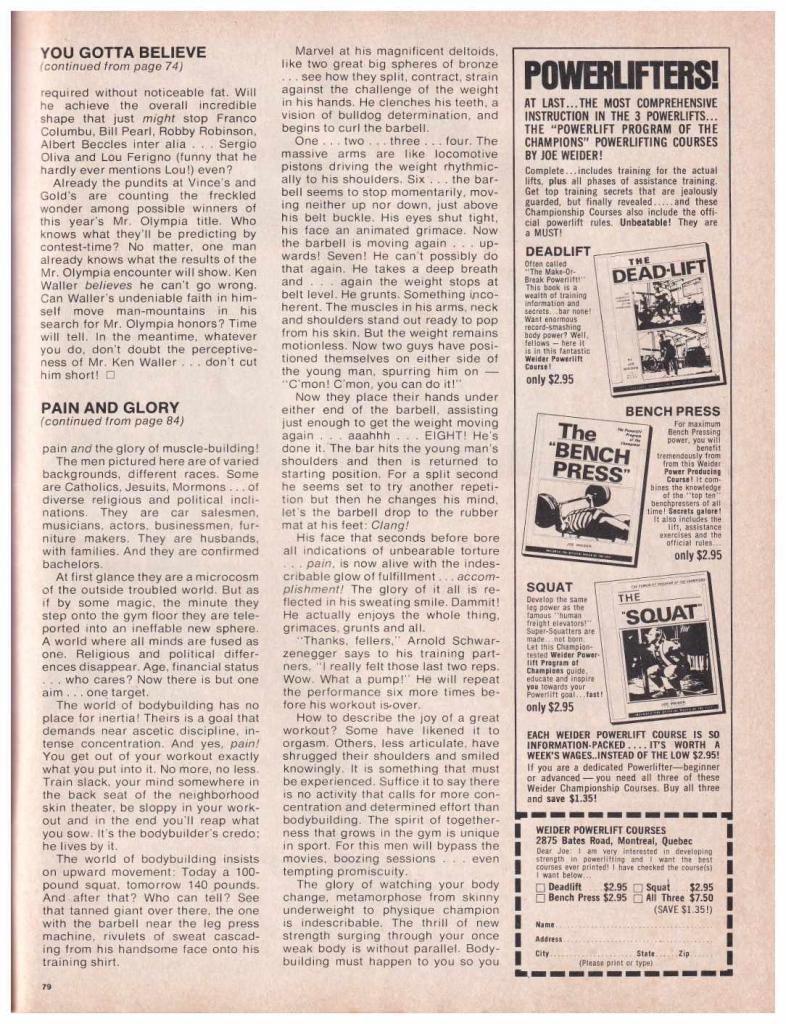 YOU GOTTA BELIEVE
(continued from page 74)
required without noticeable fat. Will
he achieve the overall incredible
shape that just might stop Franco
Columbu, Bill Pearl, Robby Robinson,
Albert Beccles inter alia . . . Sergio
Oliva and Lou Ferigno (funny that he
hardly ever mentions Lou!) even?
Already the pundits at Vince's and
Gold's are counting the freckled
wonder among possible winners of
this year's Mr. Olympia title. Who
knows what they'll be predicting by
contest-time? No matter, one man
already knows what the results of the
Mr. Olympia encounter will show. Ken
Waller believes he can't go wrong.
Can Waller's undeniable faith in him-
self move man-mountains in his
search for Mr. Olympia honors? Time
will tell. In the meantime, whatever
you do, don't doubt the perceptive-
ness of Mr. Ken Waller . . . don't cut
him short! □
PAIN AND GLORY
(continued from page 84)
pain and the glory of muscle-building!
The men pictured here are of varied
backgrounds, different races. Some
are Catholics, Jesuits, Mormons . . . of
diverse religious and political incli-
nations. They are car salesmen,
musicians, actors, businessmen, fur-
niture makers. They are husbands,
with families. And they are confirmed
bachelors.
At first glance they are a microcosm
of the outside troubled world. But as
if by some magic, the minute they
step onto the gym floor they are tele-
ported into an ineffable new sphere.
A world where all minds are fused as
one. Religious and political differ-
ences disappear. Age, financial status
. . . who cares? Now there is but one
aim . . . one target.
The world of bodybuilding has no
place for inertia! Theirs is a goal that
demands near ascetic discipline, in-
tense concentration. And yes, pain!
You get out of your workout exactly
what you put into it. No more, no less.
Train slack, your mind somewhere in
the back seat of the neighborhood
skin theater, be sloppy in your work-
out and in the end you'll reap what
you sow. It's the bodybuilder's credo;
he lives by it.
The world of bodybuilding insists
on upward movement: Today a 100-
pound squat, tomorrow 140 pounds.
And after that? Who can tell? See
that tanned giant over there, the one
with the barbell near the leg press
machine, rivulets of sweat cascad-
ing from his handsome face onto his
training shirt.
79
Marvel at his magnificent deltoids,
like two great big spheres of bronze
. . . see how they split, contract, strain
against the challenge of the weight
in his hands. He clenches his teeth, a
vision of bulldog determination, and
begins to curl the barbell.
One . . . two . . . three . . . four. The
massive arms are like locomotive
pistons driving the weight rhythmic-
ally to his shoulders. Six . . . the bar-
bell seems to stop momentarily, mov-
ing neither up nor down, just above
his belt buckle. His eyes shut tight,
his face an animated grimace. Now
the barbell is moving again . . . up-
wards! Seven! He can't possibly do
that again. He takes a deep breath
and . . . again the weight stops at
belt level. He grunts. Something inco-
herent. The muscles in his arms, neck
and shoulders stand out ready to pop
from his skin. But the weight remains
motionless. Now two guys have posi-
tioned themselves on either side of
the young man, spurring him on —
"C'mon! C'mon, you can do it!"
Now they place their hands under
either end of the barbell, assisting
just enough to get the weight moving
again . . . aaahhh . . . EIGHT! He's
done it. The bar hits the young man's
shoulders and then is returned to
starting position. For a split second
he seems set to try another repeti-
tion but then he changes his mind,
let's the barbell drop to the rubber
mat at his feet: Clang!
His face that seconds before bore
all indications of unbearable torture
. . . pain, is now alive with the indes-
cribable glow of fulfillment . . . accom-
plishment! The glory of it all is re-
flected in his sweating smile. Dammit!
He actually enjoys the whole thing,
grimaces, grunts and all.
"Thanks, fellers," Arnold Schwar-
zenegger says to his training part-
ners, "I really felt those last two reps.
Wow. What a pump!" He will repeat
the performance six more times be-
fore his workout is over.
How to describe the joy of a great
workout? Some have likened it to
orgasm. Others, less articulate, have
shrugged their shoulders and smiled
knowingly. It is something that must
be experienced. Suffice it to say there
is no activity that calls for more con-
centration and determined effort than
bodybuilding. The spirit of together-
ness that grows in the gym is unique
in sport. For this men will bypass the
movies, boozing sessions . . . even
tempting promiscuity.
The glory of watching your body
change, metamorphose from skinny
underweight to physique champion
is indescribable. The thrill of new
strength surging through your once
weak body is without parallel. Body-
building must happen to you so you
POWERLIFTERS!
AT LAST...THE MOST COMPREHENSIVE
INSTRUCTION IN THE 3 POWERLIFTS...
THE "POWERLIFT PROGRAM OF THE
CHAMPIONS" POWERLIFTING COURSES
BY JOE WEIDER!
Complete...includes training for the actual
lifts, plus all phases of assistance training.
Get top training secrets that are jealously
guarded, but finally revealed.....and these
Championship Courses also include the offi-
cial powerlift rules. Unbeatable! They are
a MUST!
DEADLIFT
Often called
"The Make-Or-
Break Powerlift!"
This book is a
wealth of training
information and
secrets...bar none!
Want enormous
record-smashing
body power? Well,
fellows — here it
is in this fantastic
Weider Powerlift
Course!
only $2.95
THE
DEAD-LIFT
BENCH PRESS
For maximum
Bench Pressing
power, you will
benefit
tremendously from
from this Weider
Power Producing
Course! It com-
bines the knowledge
of the "top ten"
benchpressers of all
time! Secrets galore!
It also includes the
lift, assistance
exercises and the
official rules...
only $2.95
The
"BENCH
PRESS"
SQUAT
Develop the same
leg power as the
famous "human
freight elevators!"
Super-Squatters are
made...not born.
Let this Champion-
tested Weider Power-
lift Program of
Champions guide,
educate and inspire
you towards your
Powerlift goal...fast!
only $2.95
THE
"SQUAT"
JOE WEIDER
EACH WEIDER POWERLIFT COURSE IS SO
INFORMATION-PACKED....IT'S WORTH A
WEEK'S WAGES..INSTEAD OF THE LOW $2.95!
If you are a dedicated Powerlifter—beginner
or advanced — you need all three of these
Weider Championship Courses. Buy all three
and save $1.35!
WEIDER POWERLIFT COURSES
2875 Bates Road, Montreal, Quebec
Dear Joe: I am very interested in developing
strength in powerlifting and I want the best
courses ever printed! I have checked the course(s)
I want below...
□ Deadlift $2.95 □ Squat $2.95
□ Bench Press $2.95 □ All Three $7.50
(SAVE $1.35!)
Name
Address
City State Zip
(Please print or type)